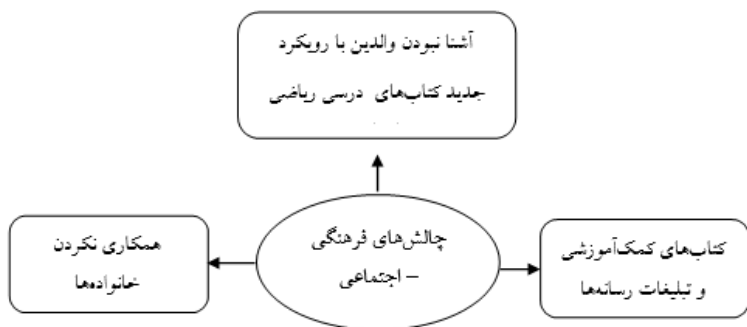 آشنا نبودن والدین با رویکرد
جدید کتاب‌های درسی ریاضی
چالش‌های فرهنگی
– اجتماعی
کتاب‌های کمک‌آموزشی
و تبلیغات رسانه‌ها
همکاری نکردن
خانواده‌ها